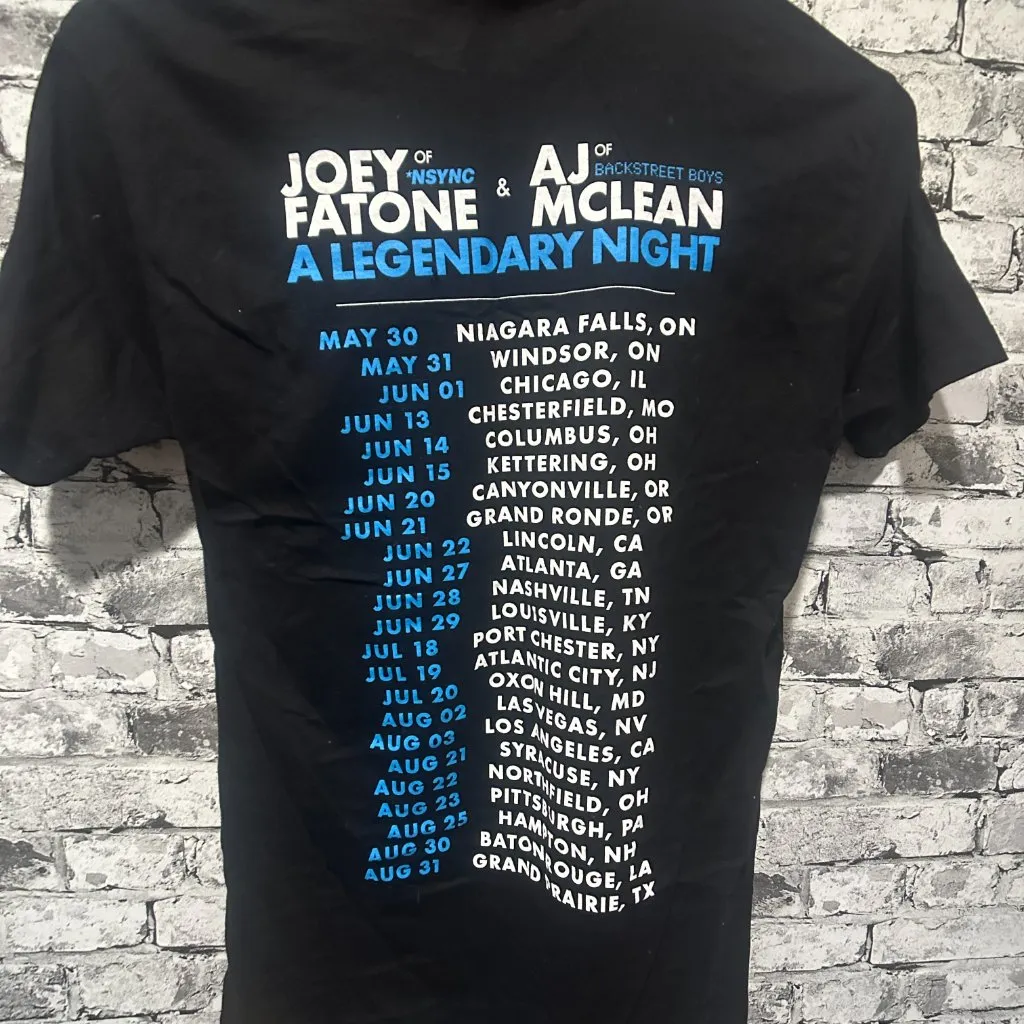 JOEY OF *NSYNC FATONE & AJ OF BACKSTREET BOYS MCLEAN
A LEGENDARY NIGHT
MAY 30 NIAGARA FALLS, ON
MAY 31 WINDSOR, ON
JUN 01 CHICAGO, IL
JUN 13 CHESTERFIELD, MO
JUN 14 COLUMBUS, OH
JUN 15 KETTERING, OH
JUN 20 CANYONVILLE, OR
JUN 21 GRAND RONDE, OR
JUN 22 LINCOLN, CA
JUN 27 ATLANTA, GA
JUN 28 NASHVILLE, TN
JUN 29 LOUISVILLE, KY
JUL 18 PORT CHESTER, NY
JUL 19 ATLANTIC CITY, NJ
JUL 20 OXON HILL, MD
AUG 02 LAS VEGAS, NV
AUG 03 LOS ANGELES, CA
AUG 21 SYRACUSE, NY
AUG 22 NORTHFIELD, OH
AUG 23 PITTSBURGH, PA
AUG 25 HAMPTON, NH
AUG 30 BATON ROUGE, LA
AUG 31 GRAND PRAIRIE, TX